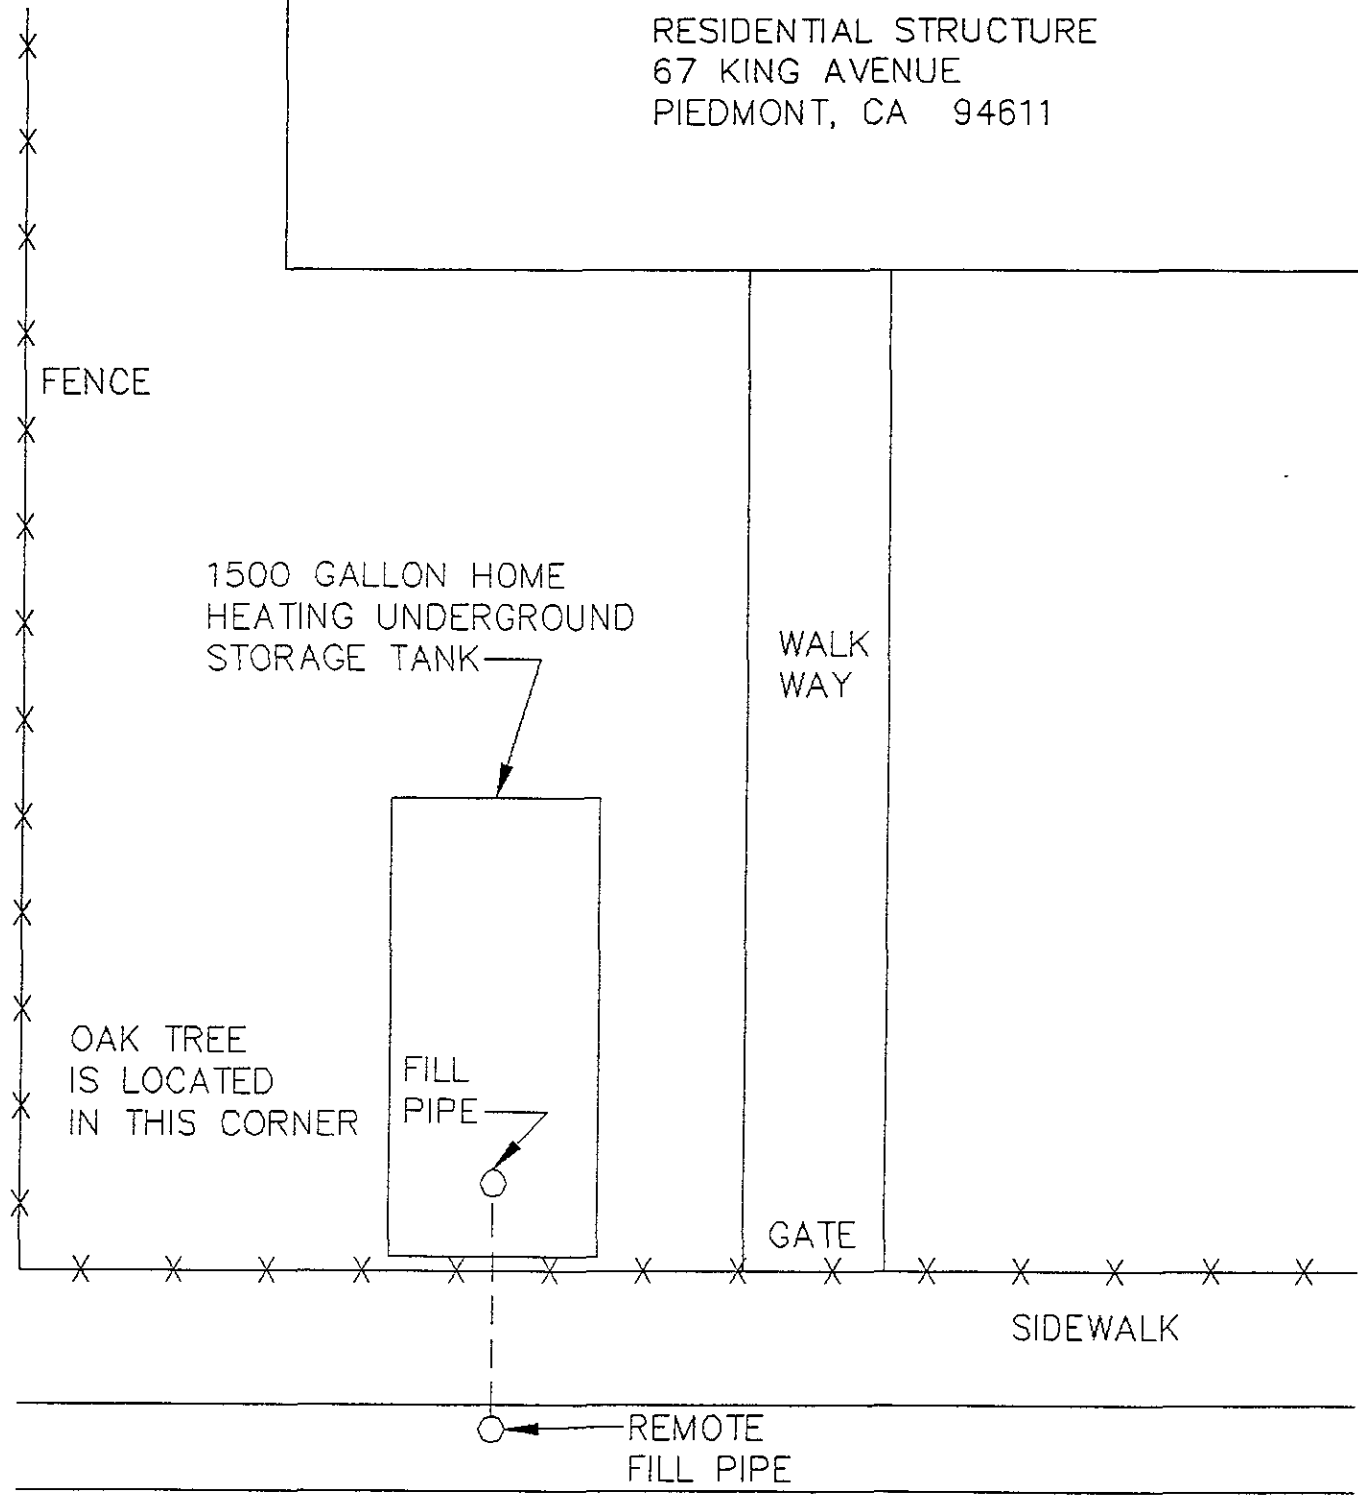 RESIDENTIAL STRUCTURE
67 KING AVENUE
PIEDMONT, CA 94611
FENCE
1500 GALLON HOME
HEATING UNDERGROUND
STORAGE TANK
WALK
WAY
OAK TREE
IS LOCATED
IN THIS CORNER
FILL
PIPE
GATE
SIDEWALK
REMOTE
FILL PIPE